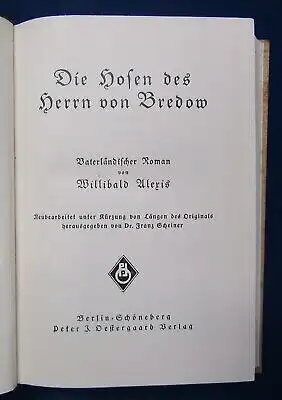 Die Hosen des
Herrn von Bredow
Vaterländischer Roman
von
Willibald Alexis
Neubearbeitet unter Kürzung von Längen des Originals
herausgegeben von Dr. Franz Scheiner
Berlin-Schöneberg
Peter J. Oestergaard Verlag